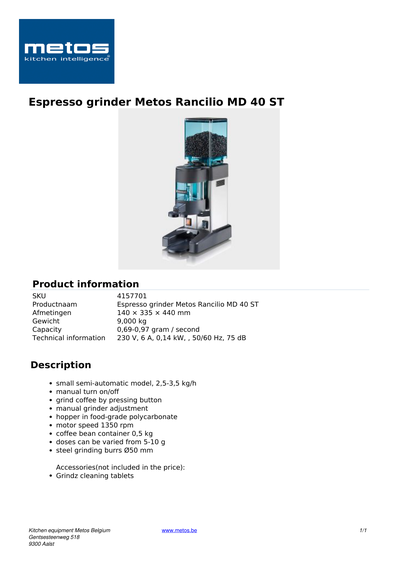 metos
kitchen intelligence®
Espresso grinder Metos Rancilio MD 40 ST
Product information
SKU 4157701
Productnaam Espresso grinder Metos Rancilio MD 40 ST
Afmetingen 140 × 335 × 440 mm
Gewicht 9,000 kg
Capacity 0,69-0,97 gram / second
Technical information 230 V, 6 A, 0,14 kW, , 50/60 Hz, 75 dB
Description
• small semi-automatic model, 2,5-3,5 kg/h
• manual turn on/off
• grind coffee by pressing button
• manual grinder adjustment
• hopper in food-grade polycarbonate
• motor speed 1350 rpm
• coffee bean container 0,5 kg
• doses can be varied from 5-10 g
• steel grinding burrs Ø50 mm
Accessories(not included in the price):
• Grindz cleaning tablets
Kitchen equipment Metos Belgium www.metos.be 1/1
Gentsesteenweg 518
9300 Aalst